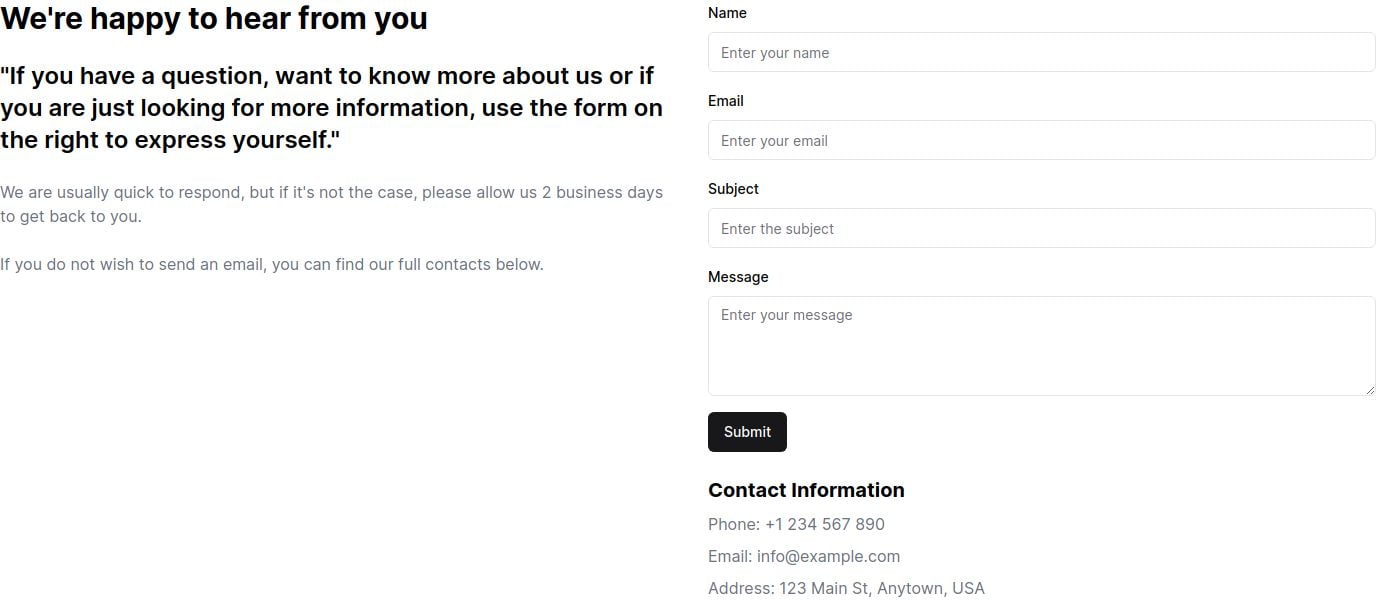 We're happy to hear from you
"If you have a question, want to know more about us or if
you are just looking for more information, use the form on
the right to express yourself."
We are usually quick to respond, but if it's not the case, please allow us 2 business days
to get back to you.
If you do not wish to send an email, you can find our full contacts below.
Name
Enter your name
Email
Enter your email
Subject
Enter the subject
Message
Enter your message
Submit
Contact Information
Phone: +1 234 567 890
Email: info@example.com
Address: 123 Main St, Anytown, USA